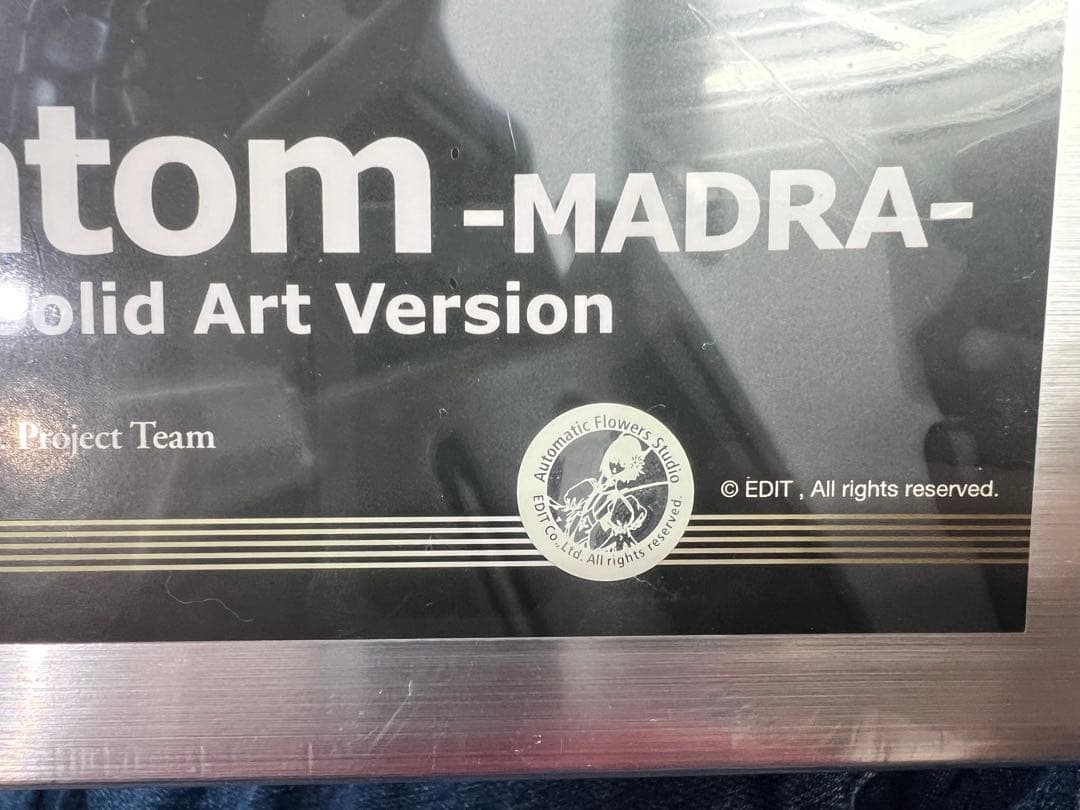 ntom -MADRA-
Solid Art Version
. Project Team
Automatic Flowers Studio
EDIT Co., Ltd. All rights reserved.
© EDIT , All rights reserved.